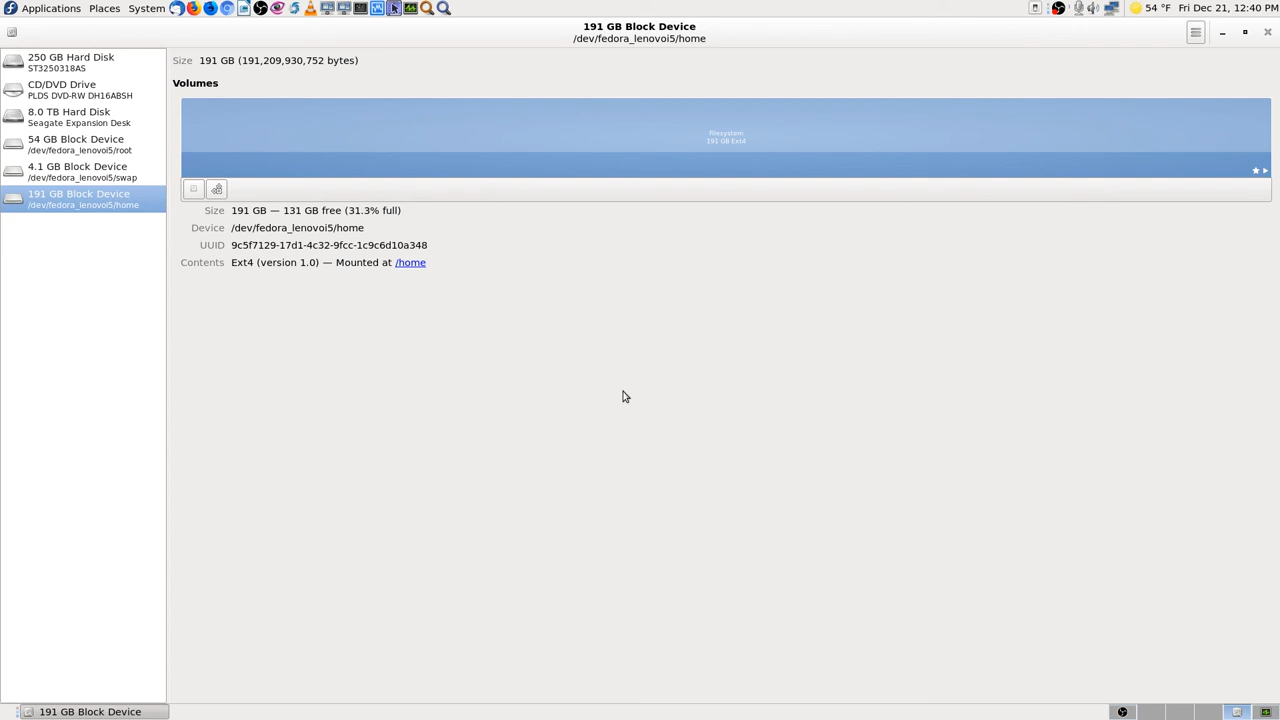 Applications Places System
54 °F Fri Dec 21, 12:40 PM
191 GB Block Device
/dev/fedora_lenovoi5/home
250 GB Hard Disk
ST3250318AS
CD/DVD Drive
PLDS DVD-RW DH16ABSH
8.0 TB Hard Disk
Seagate Expansion Desk
54 GB Block Device
/dev/fedora_lenovoi5/root
4.1 GB Block Device
/dev/fedora_lenovoi5/swap
191 GB Block Device
/dev/fedora_lenovoi5/home
Size 191 GB (191,209,930,752 bytes)
Volumes
Filesystem
191 GB Ext4
Size 191 GB — 131 GB free (31.3% full)
Device /dev/fedora_lenovoi5/home
UUID 9c5f7129-17d1-4c32-9fcc-1c9c6d10a348
Contents Ext4 (version 1.0) — Mounted at /home
191 GB Block Device